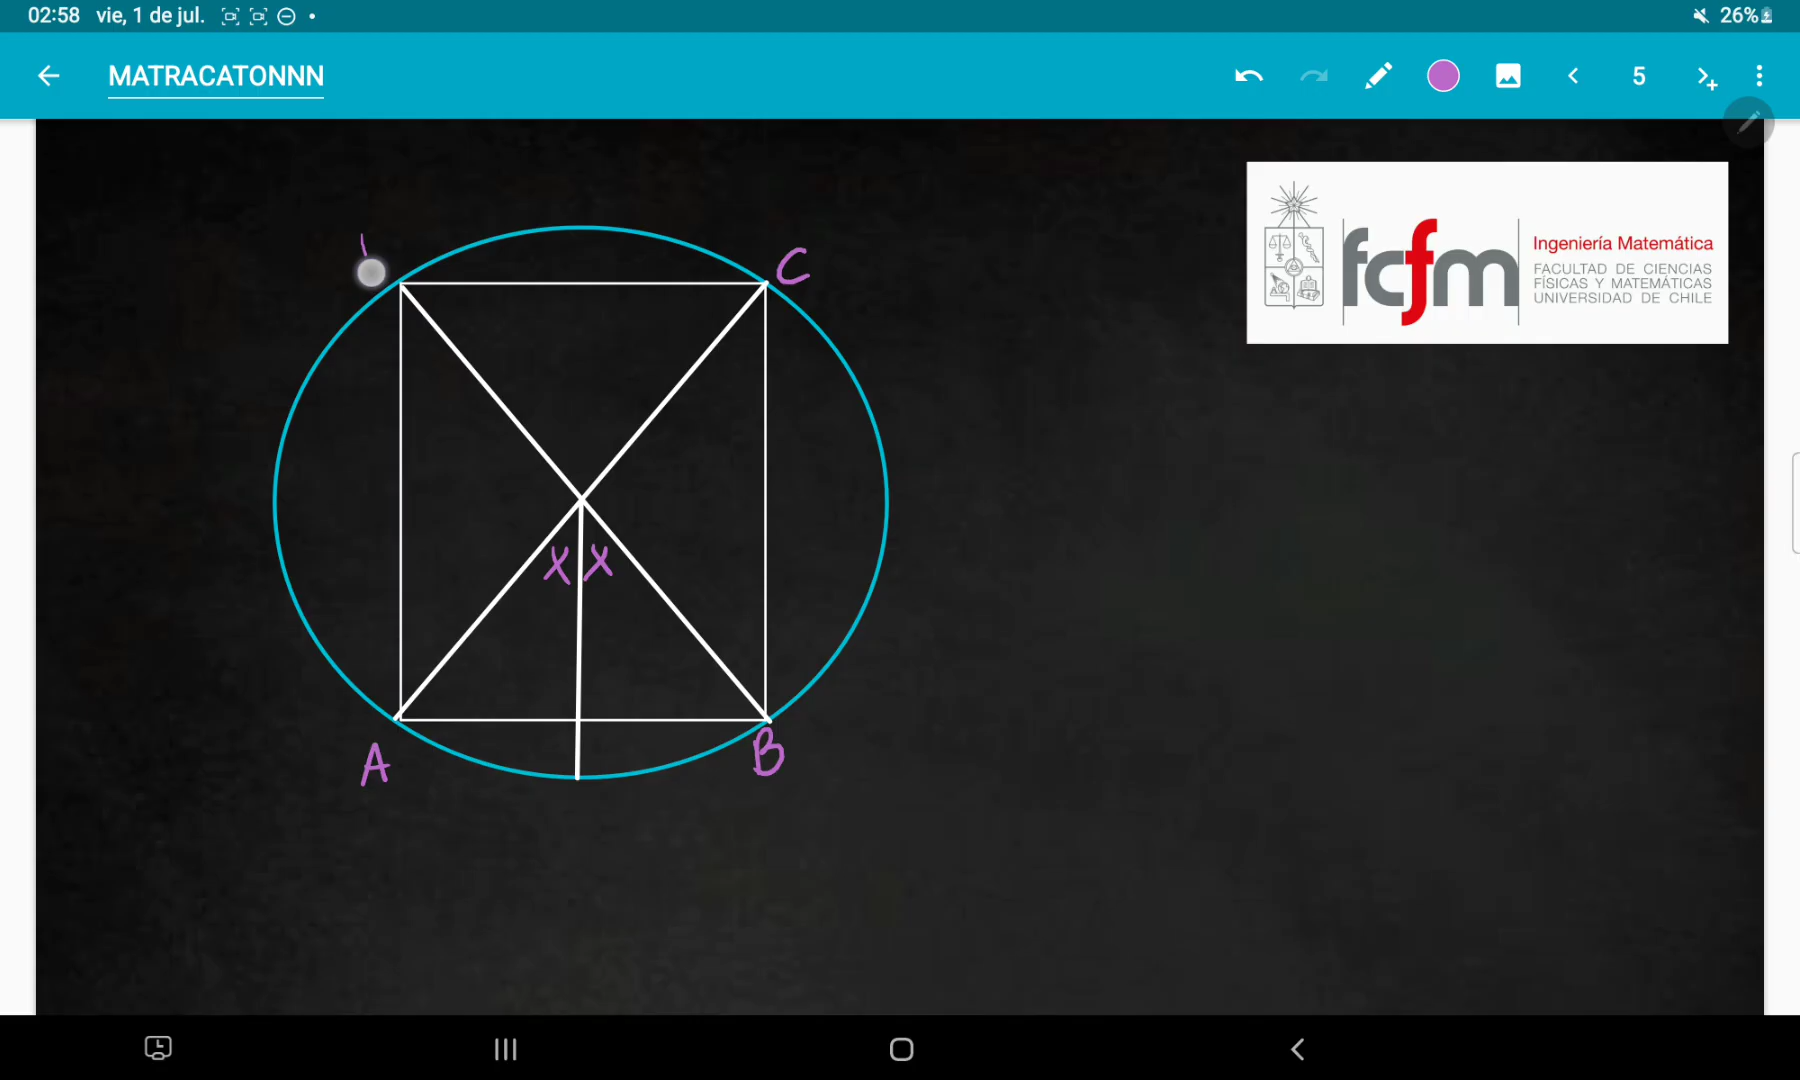 02:58 vie, 1 de jul. 26%
MATRACATONNN 5
fcfm
Ingeniería Matemática
FACULTAD DE CIENCIAS
FÍSICAS Y MATEMÁTICAS
UNIVERSIDAD DE CHILE
C
X X
A B